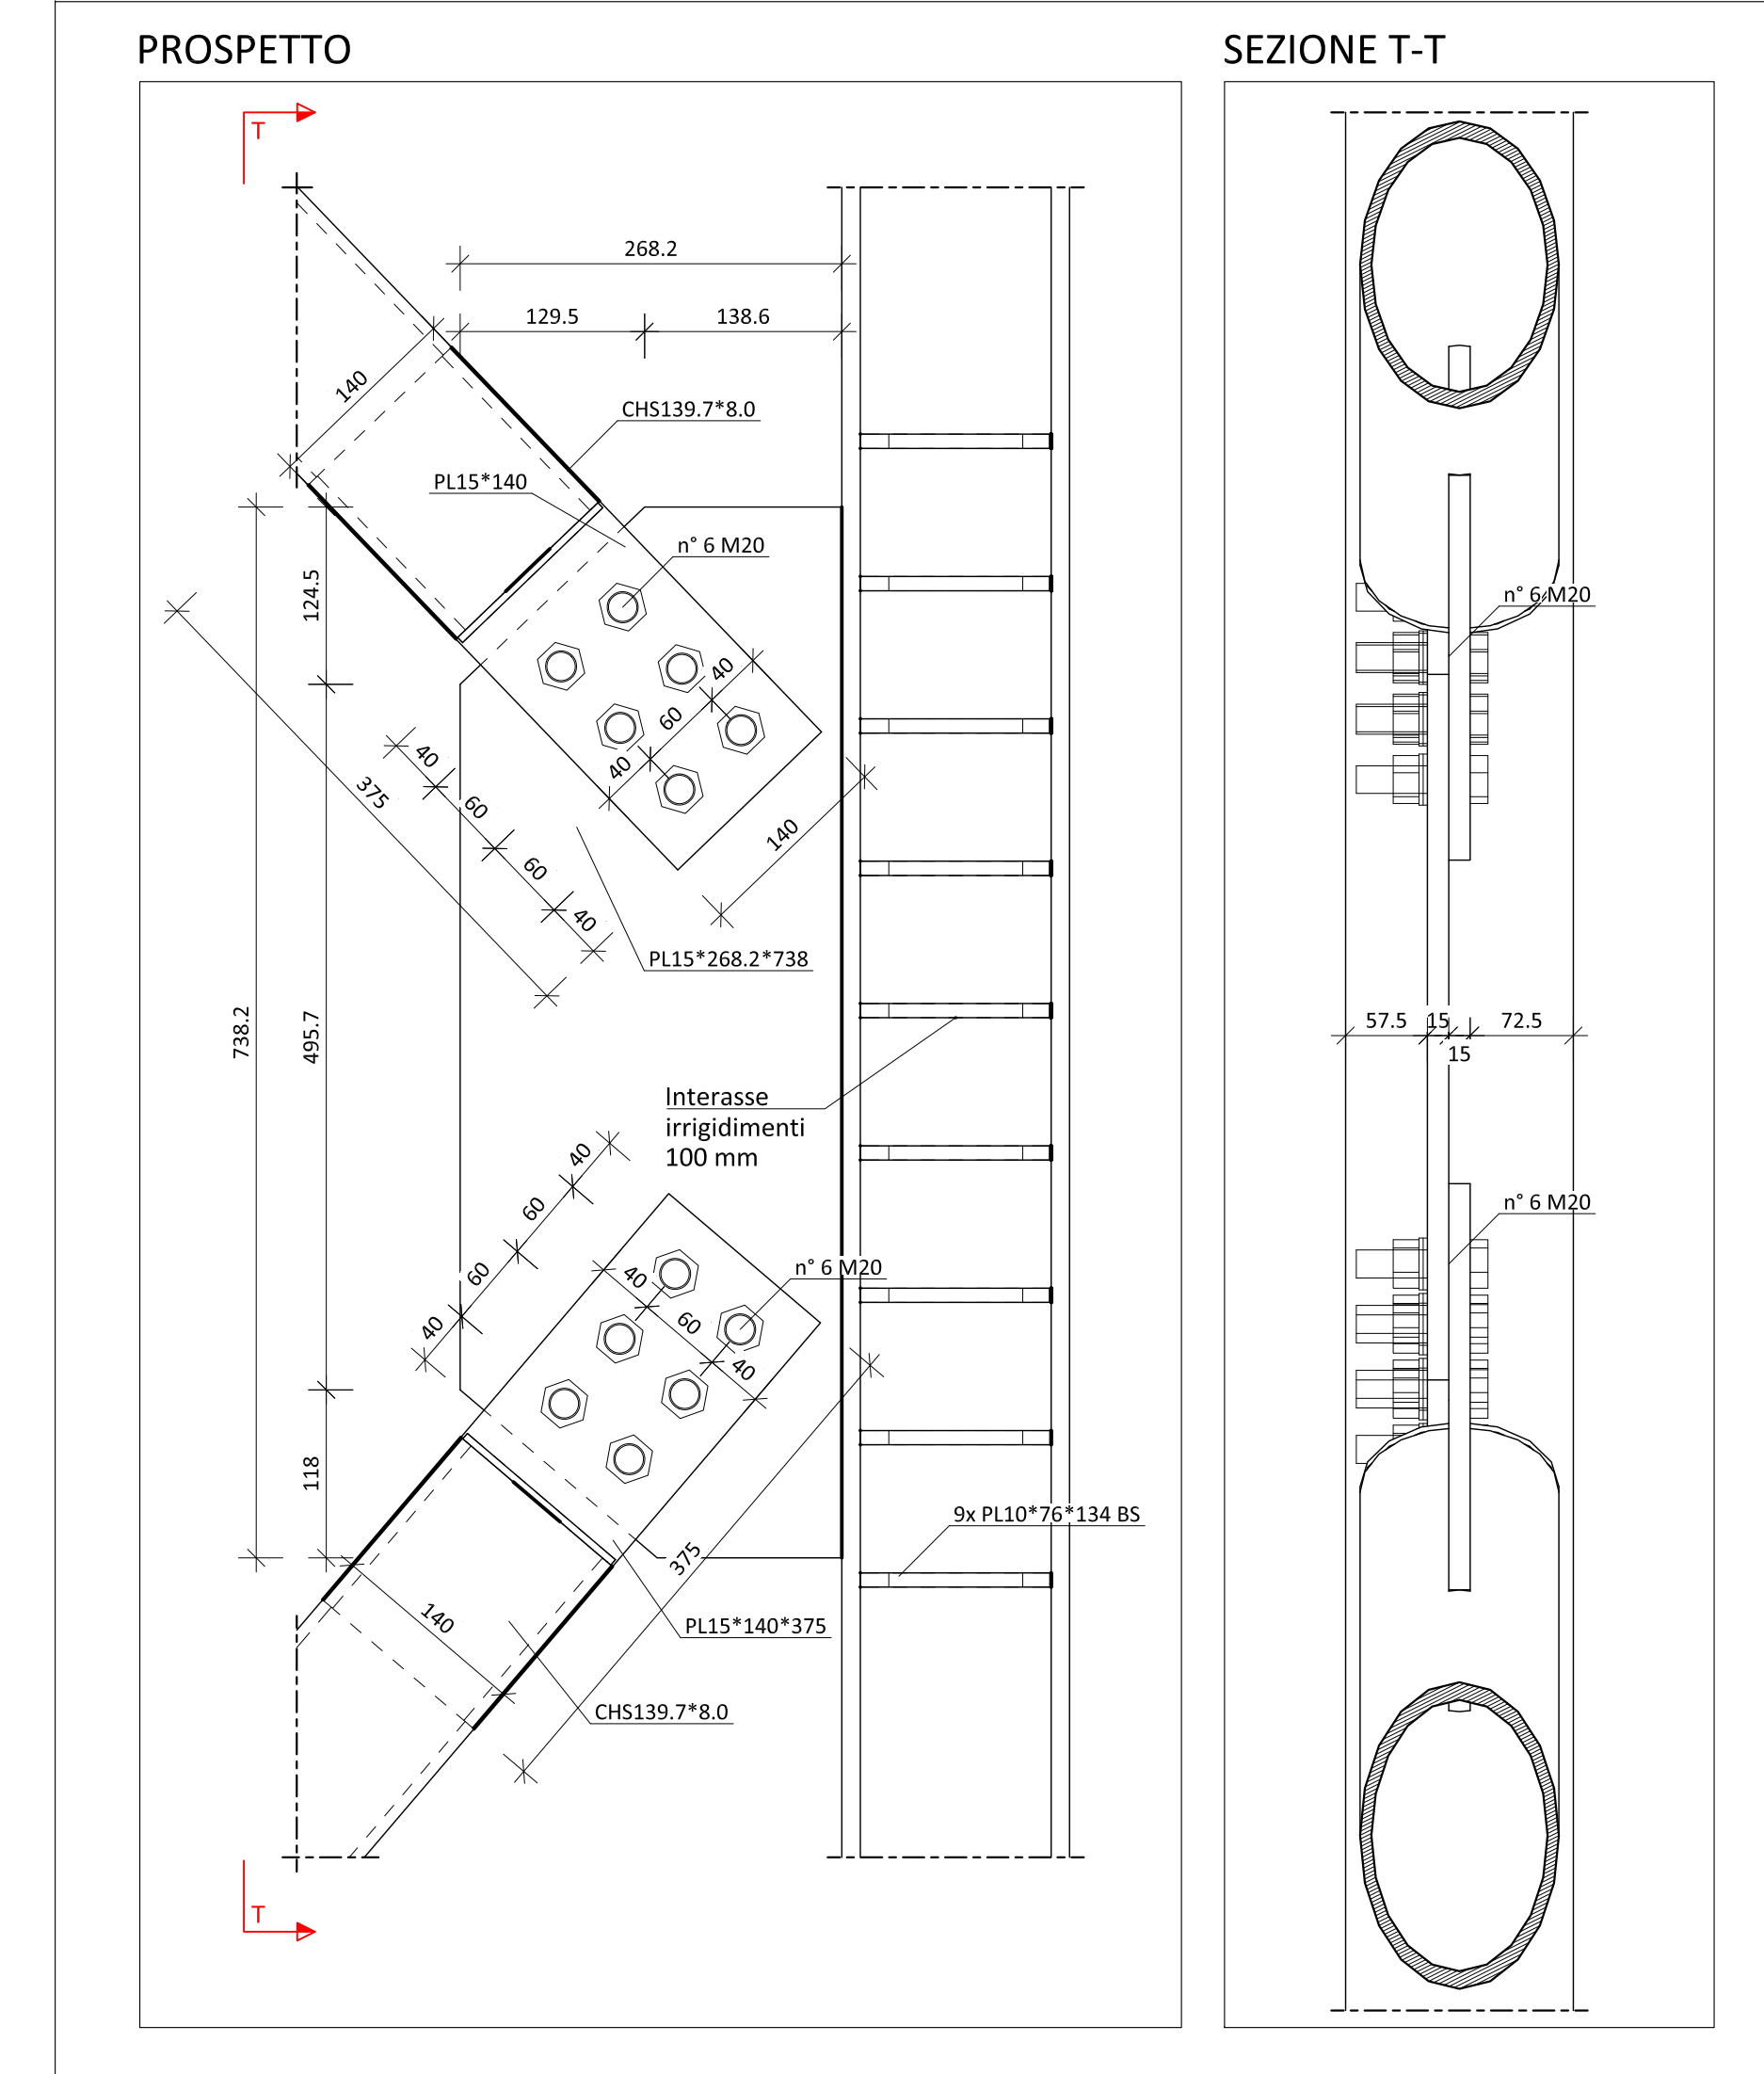 PROSPETTO
SEZIONE T-T
T
268.2
129.5
138.6
140
CHS139.7*8.0
PL15*140
n° 6 M20
124.5
n° 6 M20
40
60
40
40
375
60
60
40
140
PL15*268.2*738
738.2
495.7
57.5
15
72.5
15
Interasse
irrigidimenti
100 mm
40
60
60
40
n° 6 M20
40
60
40
n° 6 M20
118
9x PL10*76*134 BS
375
140
PL15*140*375
CHS139.7*8.0
T